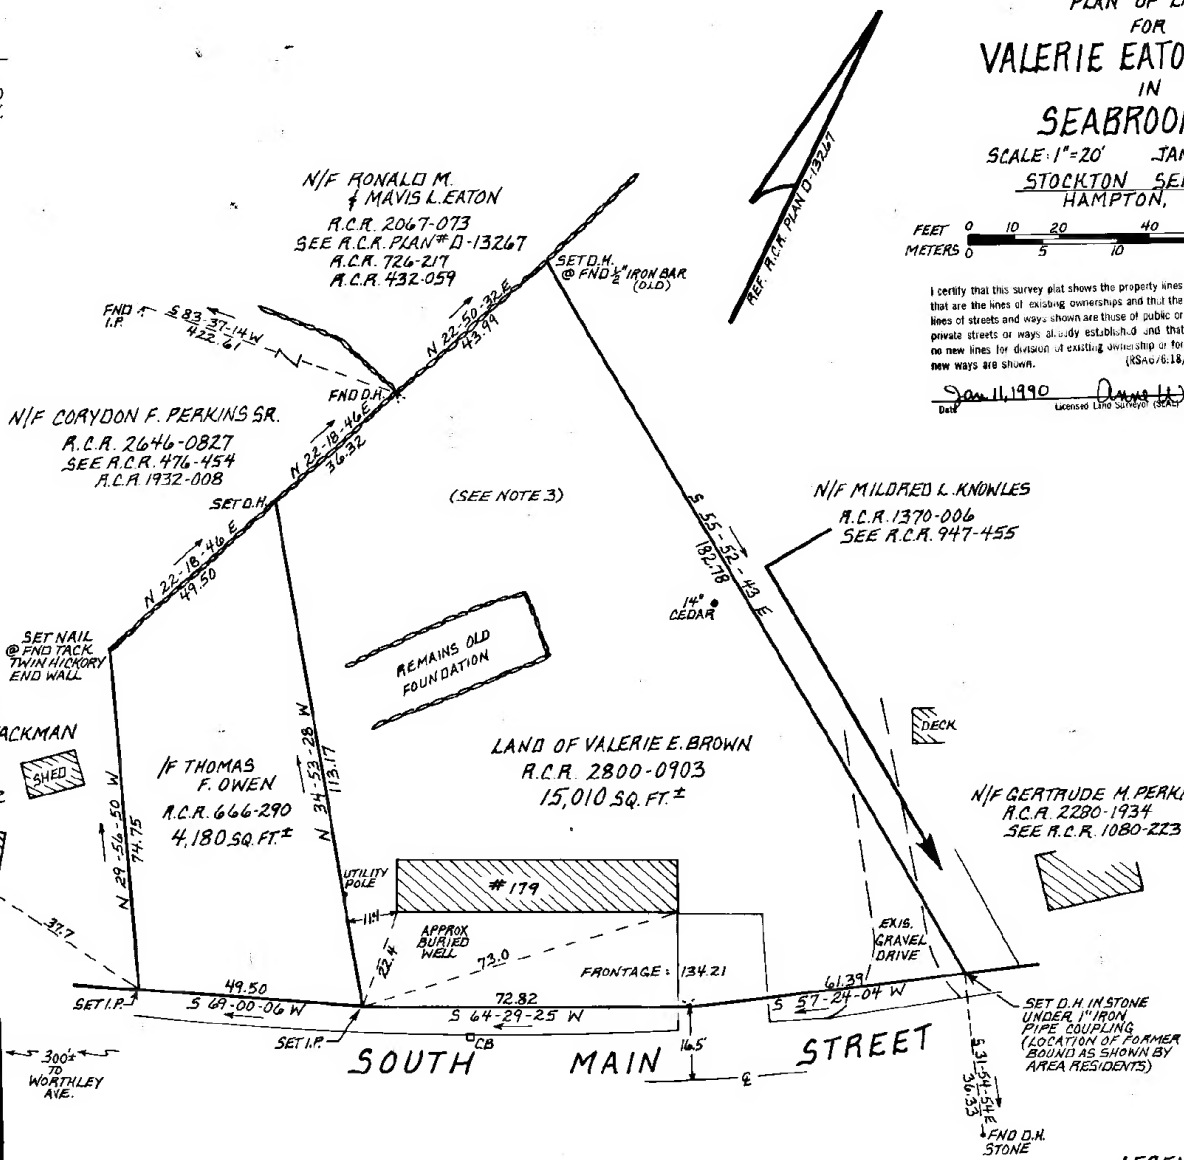 PLAN OF
FOR
VALERIE EATO
IN
SEABROO
SCALE: 1"=20' JAN
STOCKTON SE
HAMPTON,
FEET 0 10 20 40
METERS 0 5 10
I certify that this survey plat shows the property lines
that are the lines of existing ownerships and that the
lines of streets and ways shown are those of public or
private streets or ways already established and that
no new lines for division of existing ownership or for
new ways are shown. (RSA676:18,
Jan. 11, 1990 Anne W
Date Licensed Land Surveyor (SEAL)
REF. R.C.R. PLAN D-13267
N/F RONALD M.
& MAVIS L. EATON
R.C.R. 2067-073
SEE R.C.R. PLAN # D-13267
R.C.R. 726-217
R.C.R. 432-059
SET D.H.
@ FND ½" IRON BAR
(OLD)
FND
I.P.
S 83-37-14 W
422.61
N 22-50-32 E
43.99
FND D.H.
N/F CORYDON F. PERKINS SR.
R.C.R. 2646-0827
SEE R.C.R. 476-454
R.C.R. 1932-008
N 22-18-46 E
36.32
SET D.H.
(SEE NOTE 3)
N/F MILDRED L. KNOWLES
R.C.R. 1370-006
SEE R.C.R. 947-455
S 55-52-43 E
182.78
N 22-18-46 E
49.50
14"
CEDAR
SET NAIL
@ FND TACK
TWIN HICKORY
END WALL
REMAINS OLD
FOUNDATION
ACKMAN
SHED
DECK
/F THOMAS
F. OWEN
R.C.R. 666-290
4,180 SQ. FT.±
N 34-53-28 W
113.17
LAND OF VALERIE E. BROWN
R.C.R. 2800-0903
15,010 SQ. FT.±
N/F GERTRUDE M. PERK
R.C.R. 2280-1934
SEE R.C.R. 1080-223
N 29-56-50 W
74.75
UTILITY
POLE
# 179
11.4
APPROX
BURIED
WELL
EXIS.
GRAVEL
DRIVE
37.7
22.4
73.0
FRONTAGE: 134.21
SET I.P.
49.50
S 69-00-06 W
72.82
S 64-29-25 W
61.39
S 57-24-04 W
SET I.P.
CB
SOUTH MAIN STREET
16.5'
℄
SET D.H. IN STONE
UNDER 1" IRON
PIPE COUPLING
(LOCATION OF FORMER
BOUND AS SHOWN BY
AREA RESIDENTS)
300'±
TO
WORTHLEY
AVE.
S 31-54-54 E
36.33
FND D.H.
STONE